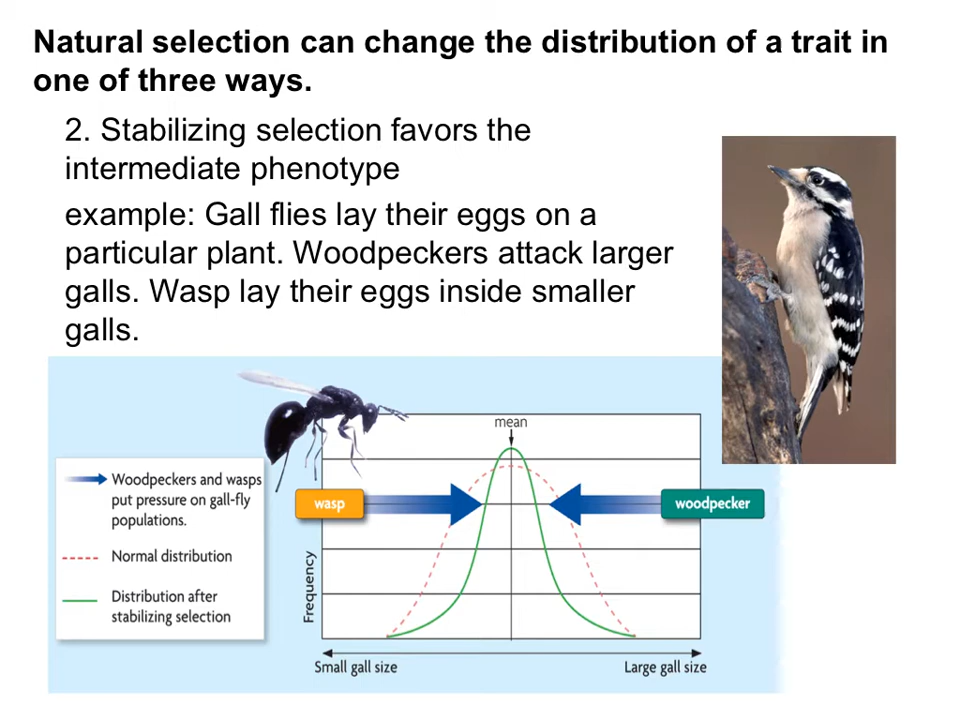 Natural selection can change the distribution of a trait in
one of three ways.
2. Stabilizing selection favors the
intermediate phenotype
example: Gall flies lay their eggs on a
particular plant. Woodpeckers attack larger
galls. Wasp lay their eggs inside smaller
galls.
mean
Woodpeckers and wasps
put pressure on gall-fly
populations.
Normal distribution
Distribution after
stabilizing selection
wasp
woodpecker
Frequency
Small gall size
Large gall size